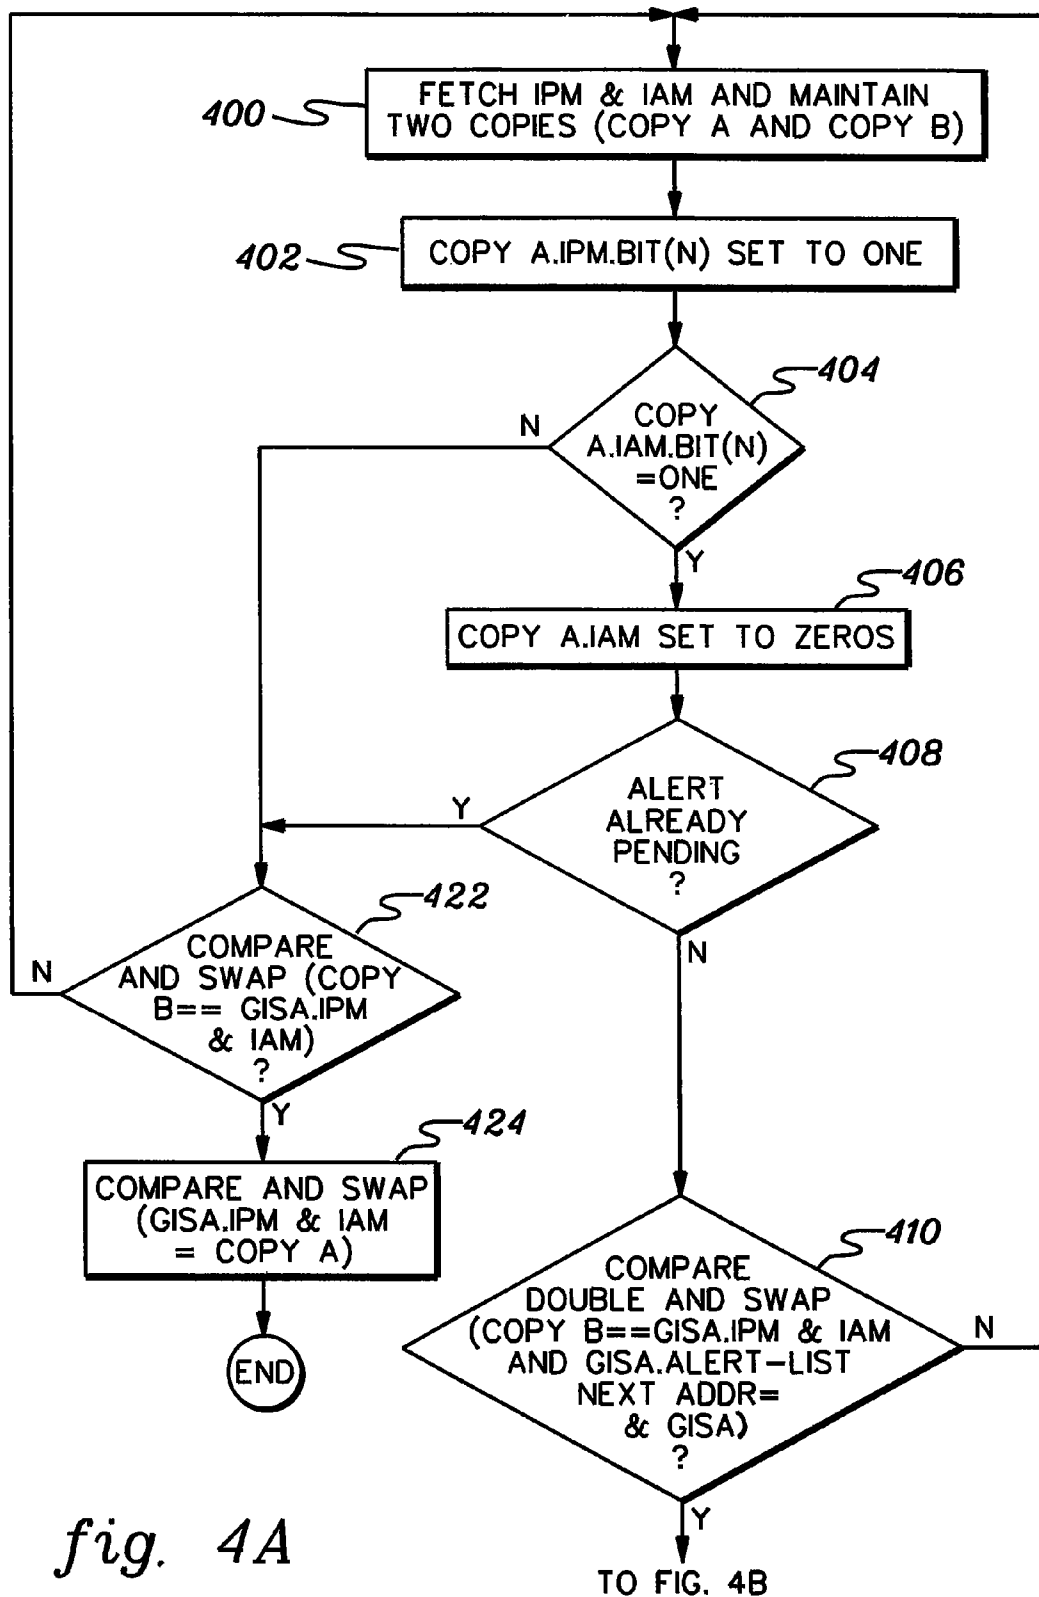 FETCH IPM & IAM AND MAINTAIN
TWO COPIES (COPY A AND COPY B)
400
COPY A.IPM.BIT(N) SET TO ONE
402
404
COPY
A.IAM.BIT(N)
=ONE
?
N
Y
406
COPY A.IAM SET TO ZEROS
408
ALERT
ALREADY
PENDING
?
Y
N
422
COMPARE
AND SWAP (COPY
B== GISA.IPM
& IAM)
?
N
Y
424
COMPARE AND SWAP
(GISA.IPM & IAM
= COPY A)
END
410
COMPARE
DOUBLE AND SWAP
(COPY B==GISA.IPM & IAM
AND GISA.ALERT-LIST
NEXT ADDR=
& GISA)
?
N
Y
TO FIG. 4B
fig. 4A